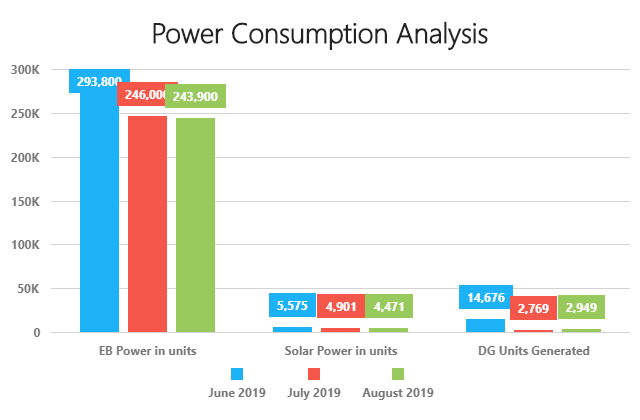 Power Consumption Analysis
300K
250K
200K
150K
100K
50K
0
293,800
246,000
243,900
5,575
4,901
4,471
14,676
2,769
2,949
EB Power in units
Solar Power in units
DG Units Generated
June 2019
July 2019
August 2019